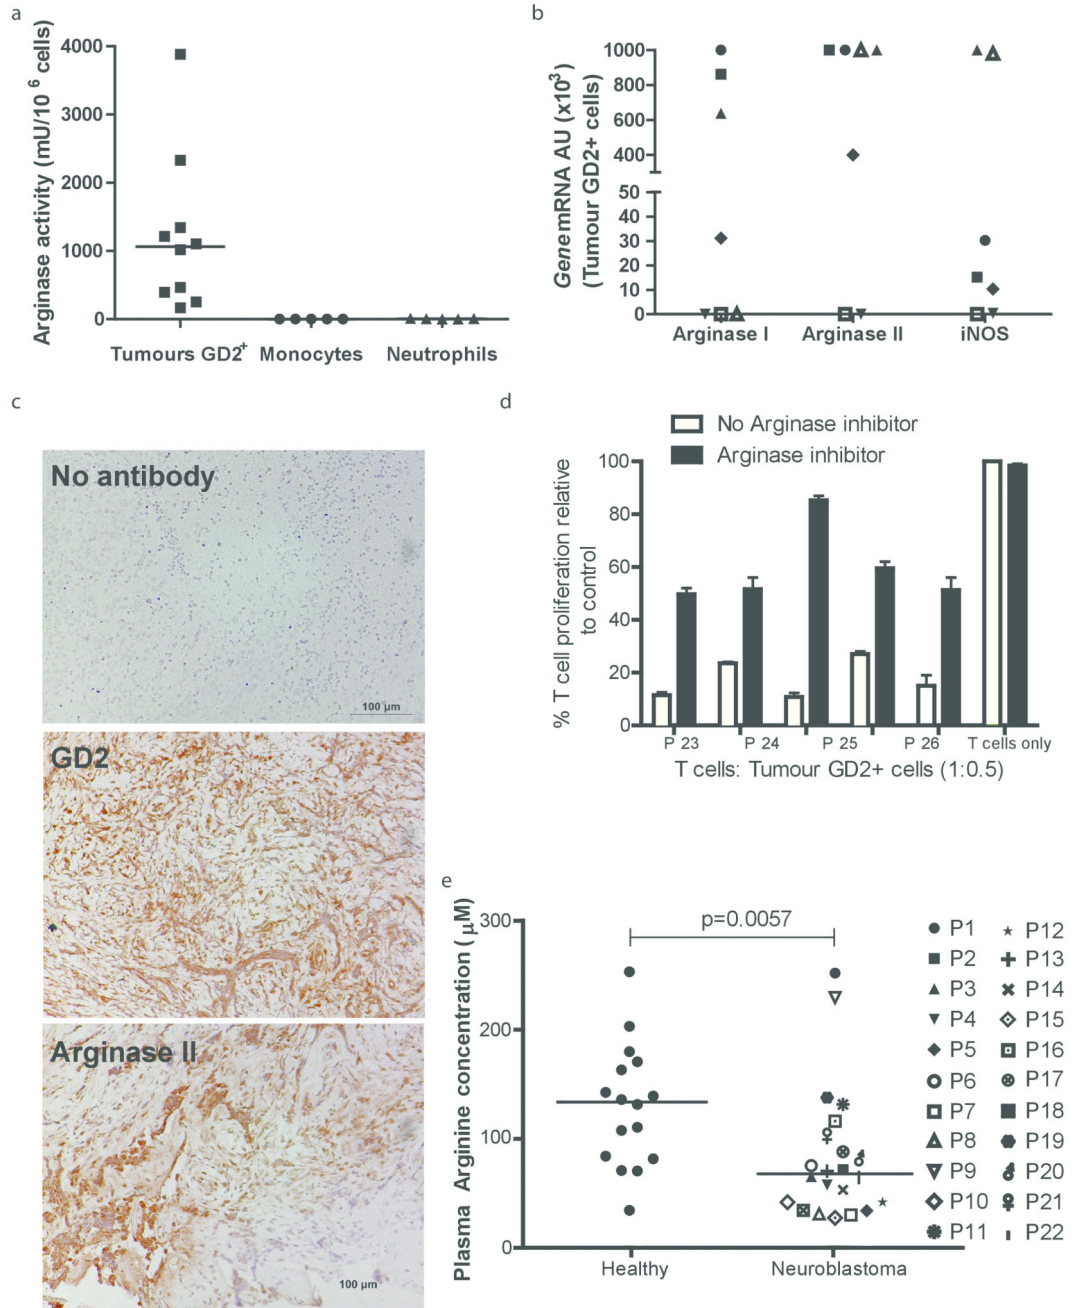 a
Arginase activity (mU/10 6 cells)
4000
3000
2000
1000
0
Tumours GD2+ Monocytes Neutrophils
b
GenemRNA AU (x10³)
(Tumour GD2+ cells)
1000
800
600
400
50
40
30
20
10
0
Arginase I Arginase II iNOS
c
No antibody
100 µm
GD2
Arginase II
100 µm
d
No Arginase inhibitor
Arginase inhibitor
% T cell proliferation relative
to control
100
80
60
40
20
0
P 23 P 24 P 25 P 26 T cells only
T cells: Tumour GD2+ cells (1:0.5)
e
Plasma Arginine concentration (µM)
300
200
100
0
p=0.0057
Healthy Neuroblastoma
P1
P2
P3
P4
P5
P6
P7
P8
P9
P10
P11
P12
P13
P14
P15
P16
P17
P18
P19
P20
P21
P22